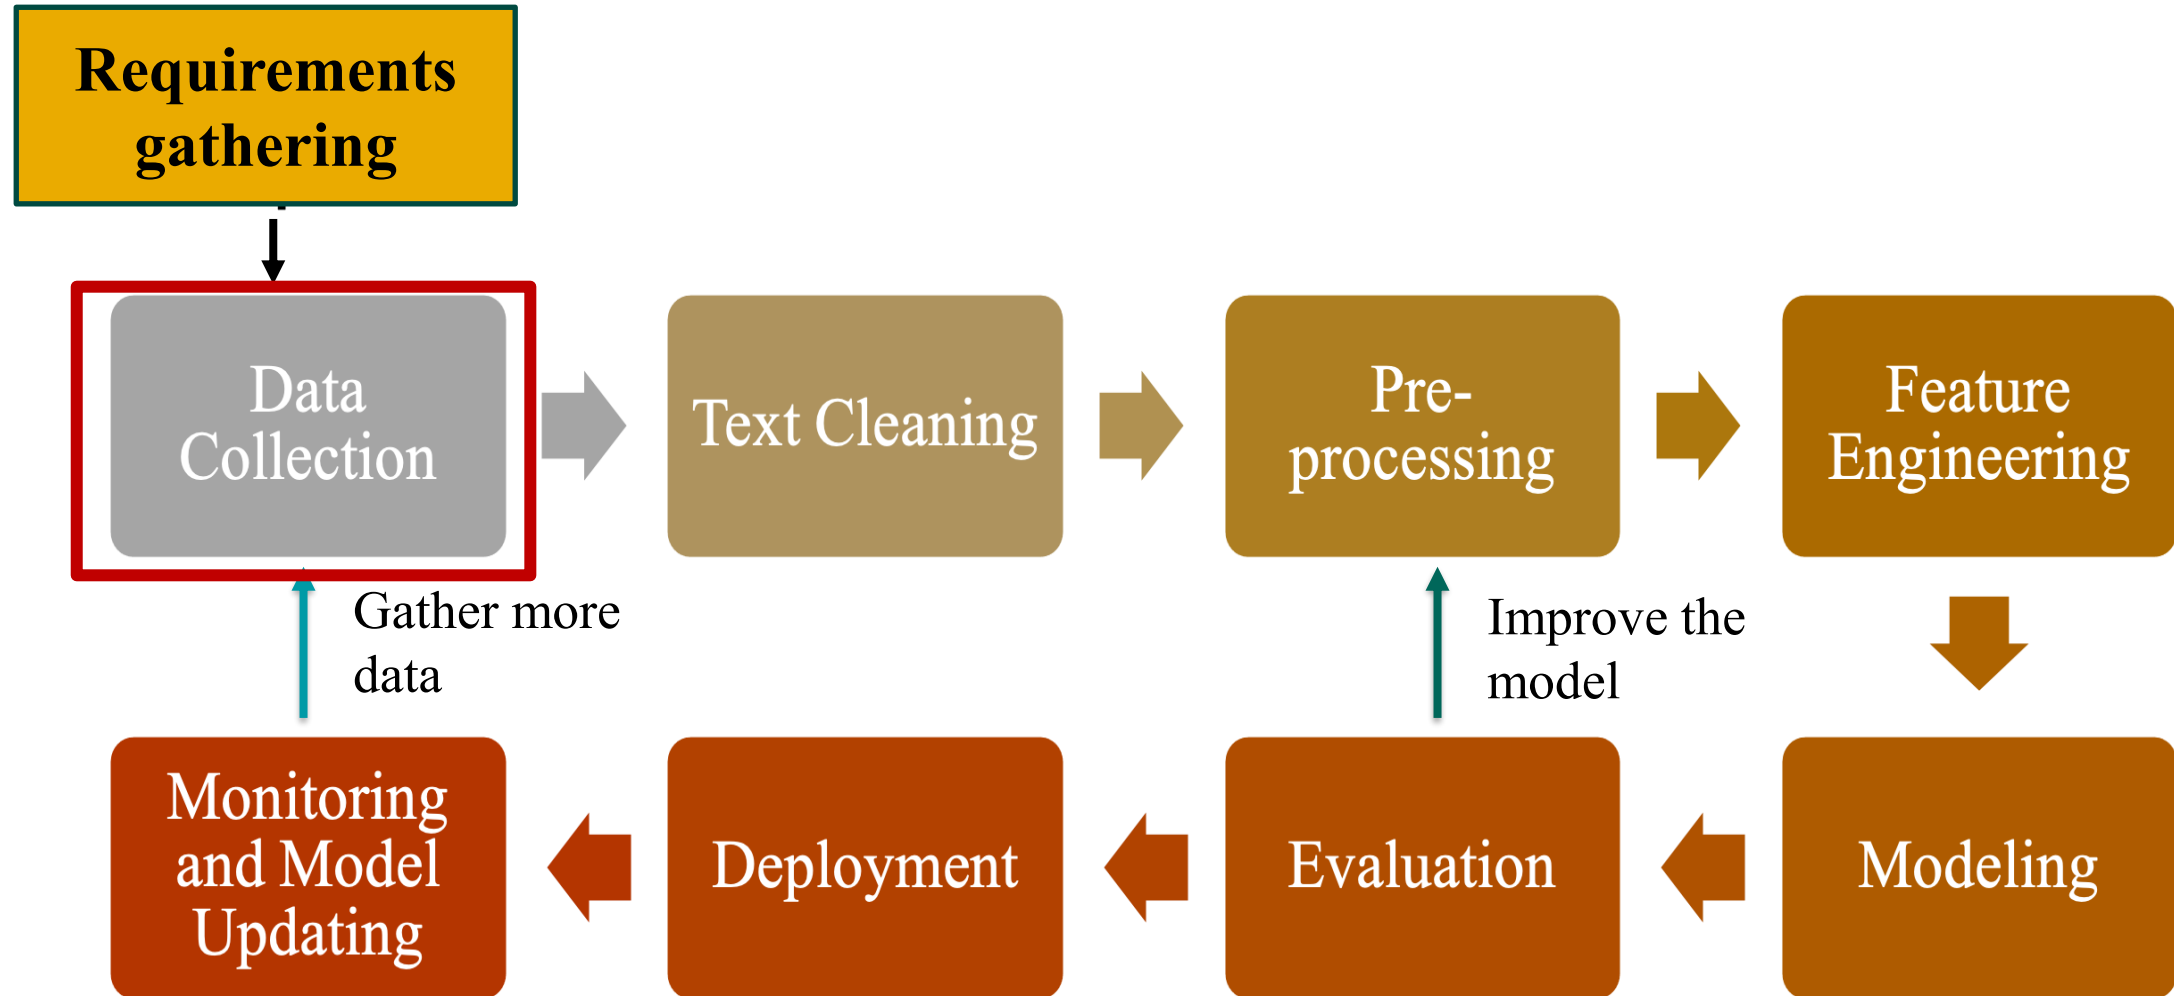 Requirements
gathering
Data
Collection
Text Cleaning
Pre-
processing
Feature
Engineering
Gather more
data
Improve the
model
Monitoring
and Model
Updating
Deployment
Evaluation
Modeling